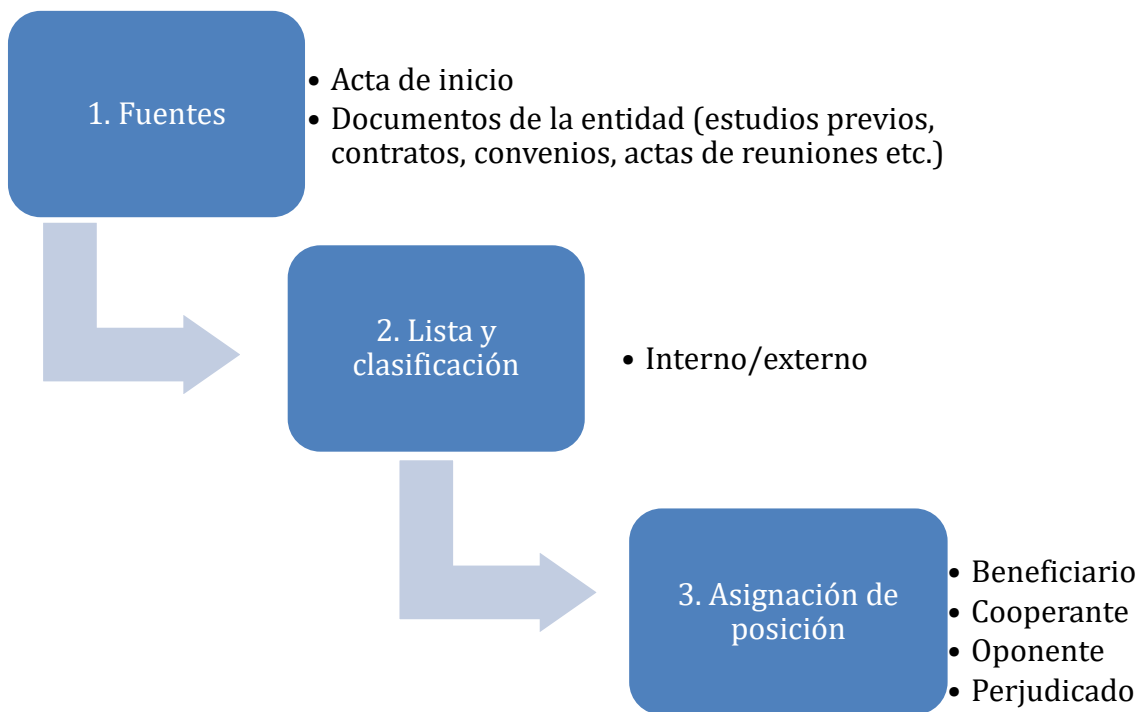 1. Fuentes
• Acta de inicio
• Documentos de la entidad (estudios previos,
contratos, convenios, actas de reuniones etc.)
2. Lista y
clasificación
• Interno/externo
3. Asignación de
posición
• Beneficiario
• Cooperante
• Oponente
• Perjudicado